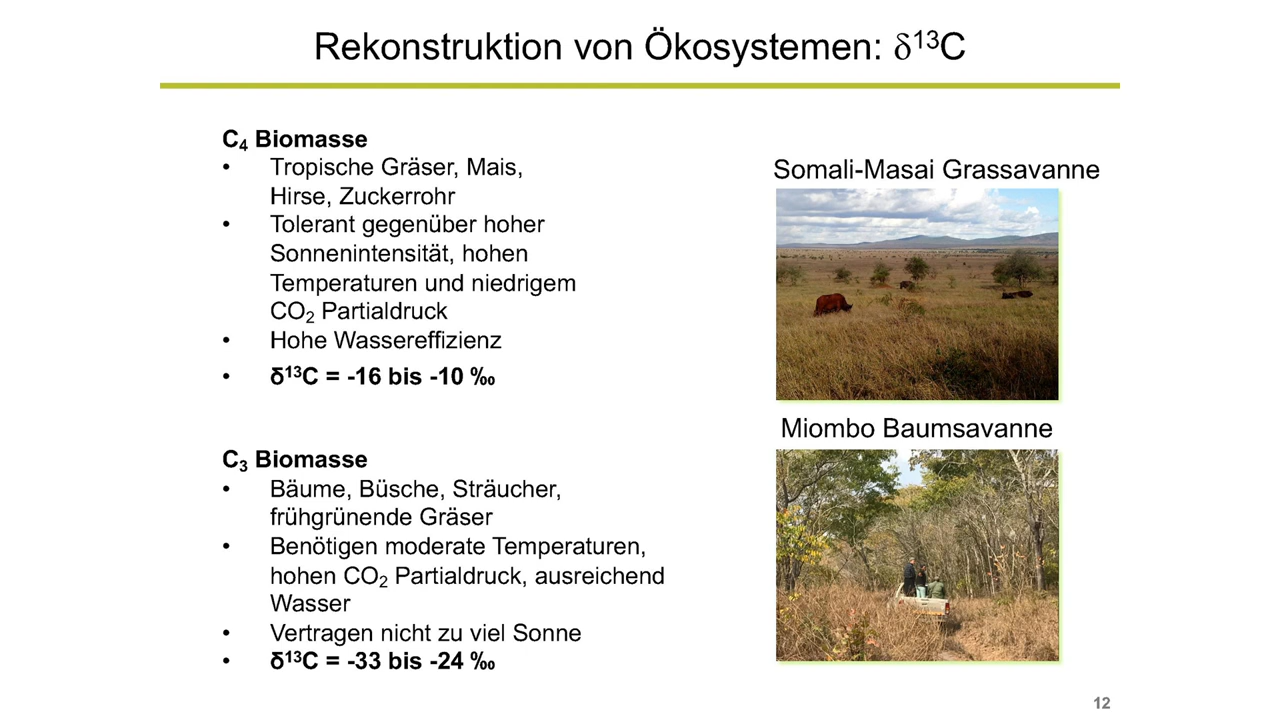 Rekonstruktion von Ökosystemen: δ¹³C
C₄ Biomasse
• Tropische Gräser, Mais,
Hirse, Zuckerrohr
• Tolerant gegenüber hoher
Sonnenintensität, hohen
Temperaturen und niedrigem
CO₂ Partialdruck
• Hohe Wassereffizienz
• δ¹³C = -16 bis -10 ‰
C₃ Biomasse
• Bäume, Büsche, Sträucher,
frühgrünende Gräser
• Benötigen moderate Temperaturen,
hohen CO₂ Partialdruck, ausreichend
Wasser
• Vertragen nicht zu viel Sonne
• δ¹³C = -33 bis -24 ‰
Somali-Masai Grassavanne
Miombo Baumsavanne
12